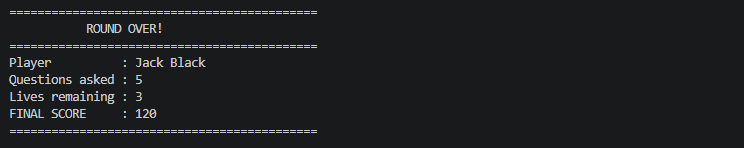 ============================================
           ROUND OVER!
============================================
Player          : Jack Black
Questions asked : 5
Lives remaining : 3
FINAL SCORE     : 120
============================================